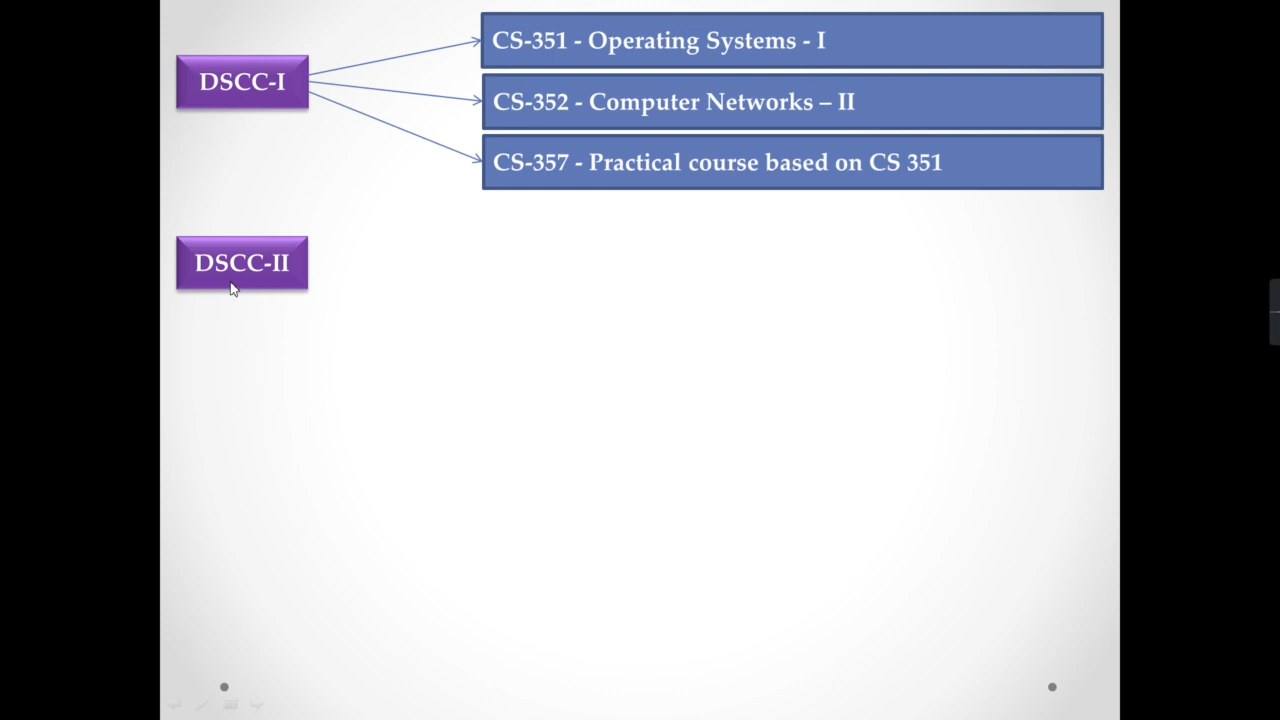 CS-351 - Operating Systems - I
DSCC-I
CS-352 - Computer Networks – II
CS-357 - Practical course based on CS 351
DSCC-II